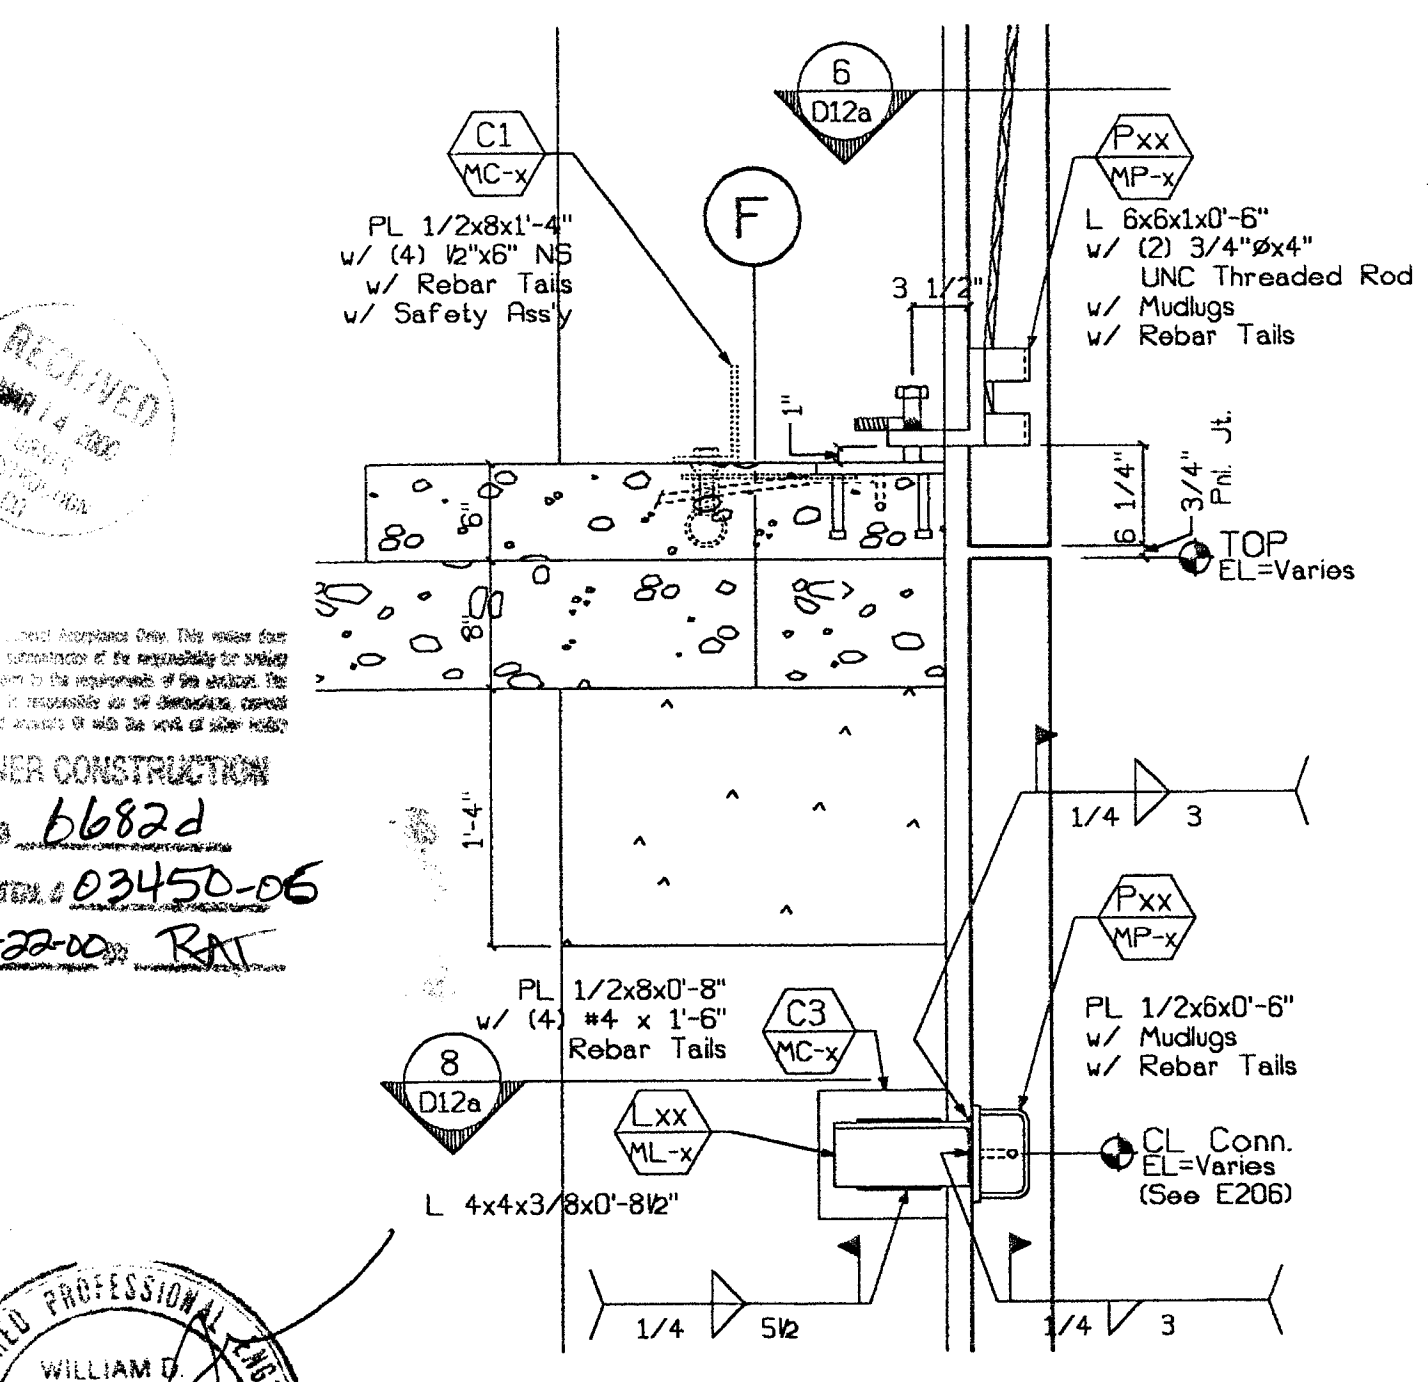 6
D12a
C1
MC-x
PL 1/2x8x1'-4"
w/ (4) 1/2"x6" NS
w/ Rebar Tails
w/ Safety Ass'y
F
3 1/2"
Pxx
MP-x
L 6x6x1x0'-6"
w/ (2) 3/4"Øx4"
UNC Threaded Rod
w/ Mudlugs
w/ Rebar Tails
RECEIVED
1"
6"
8"
1'-4"
6 1/4"
3/4"
Pnl. Jt.
TOP
EL=Varies
CONSTRUCTION
6682d
03450-06
-22-00 RAT
1/4 3
Pxx
MP-x
PL 1/2x6x0'-6"
w/ Mudlugs
w/ Rebar Tails
PL 1/2x8x0'-8"
w/ (4) #4 x 1'-6"
Rebar Tails
C3
MC-x
8
D12a
Lxx
ML-x
L 4x4x3/8x0'-8 1/2"
CL Conn.
EL=Varies
(See E206)
1/4 5 1/2
1/4 3
PROFESSIONAL
WILLIAM D.